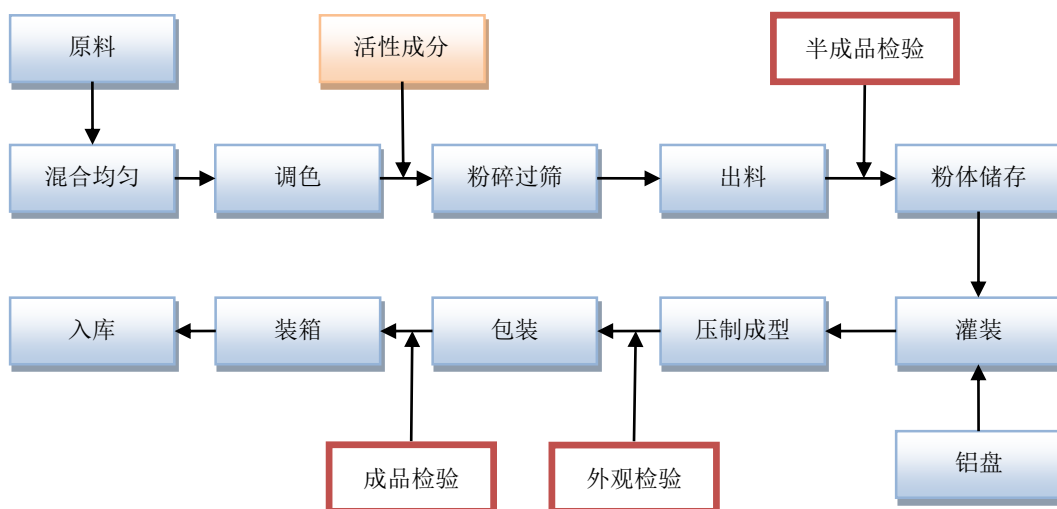 原料
活性成分
半成品检验
混合均匀
调色
粉碎过筛
出料
粉体储存
入库
装箱
包装
压制成型
灌装
成品检验
外观检验
铝盘